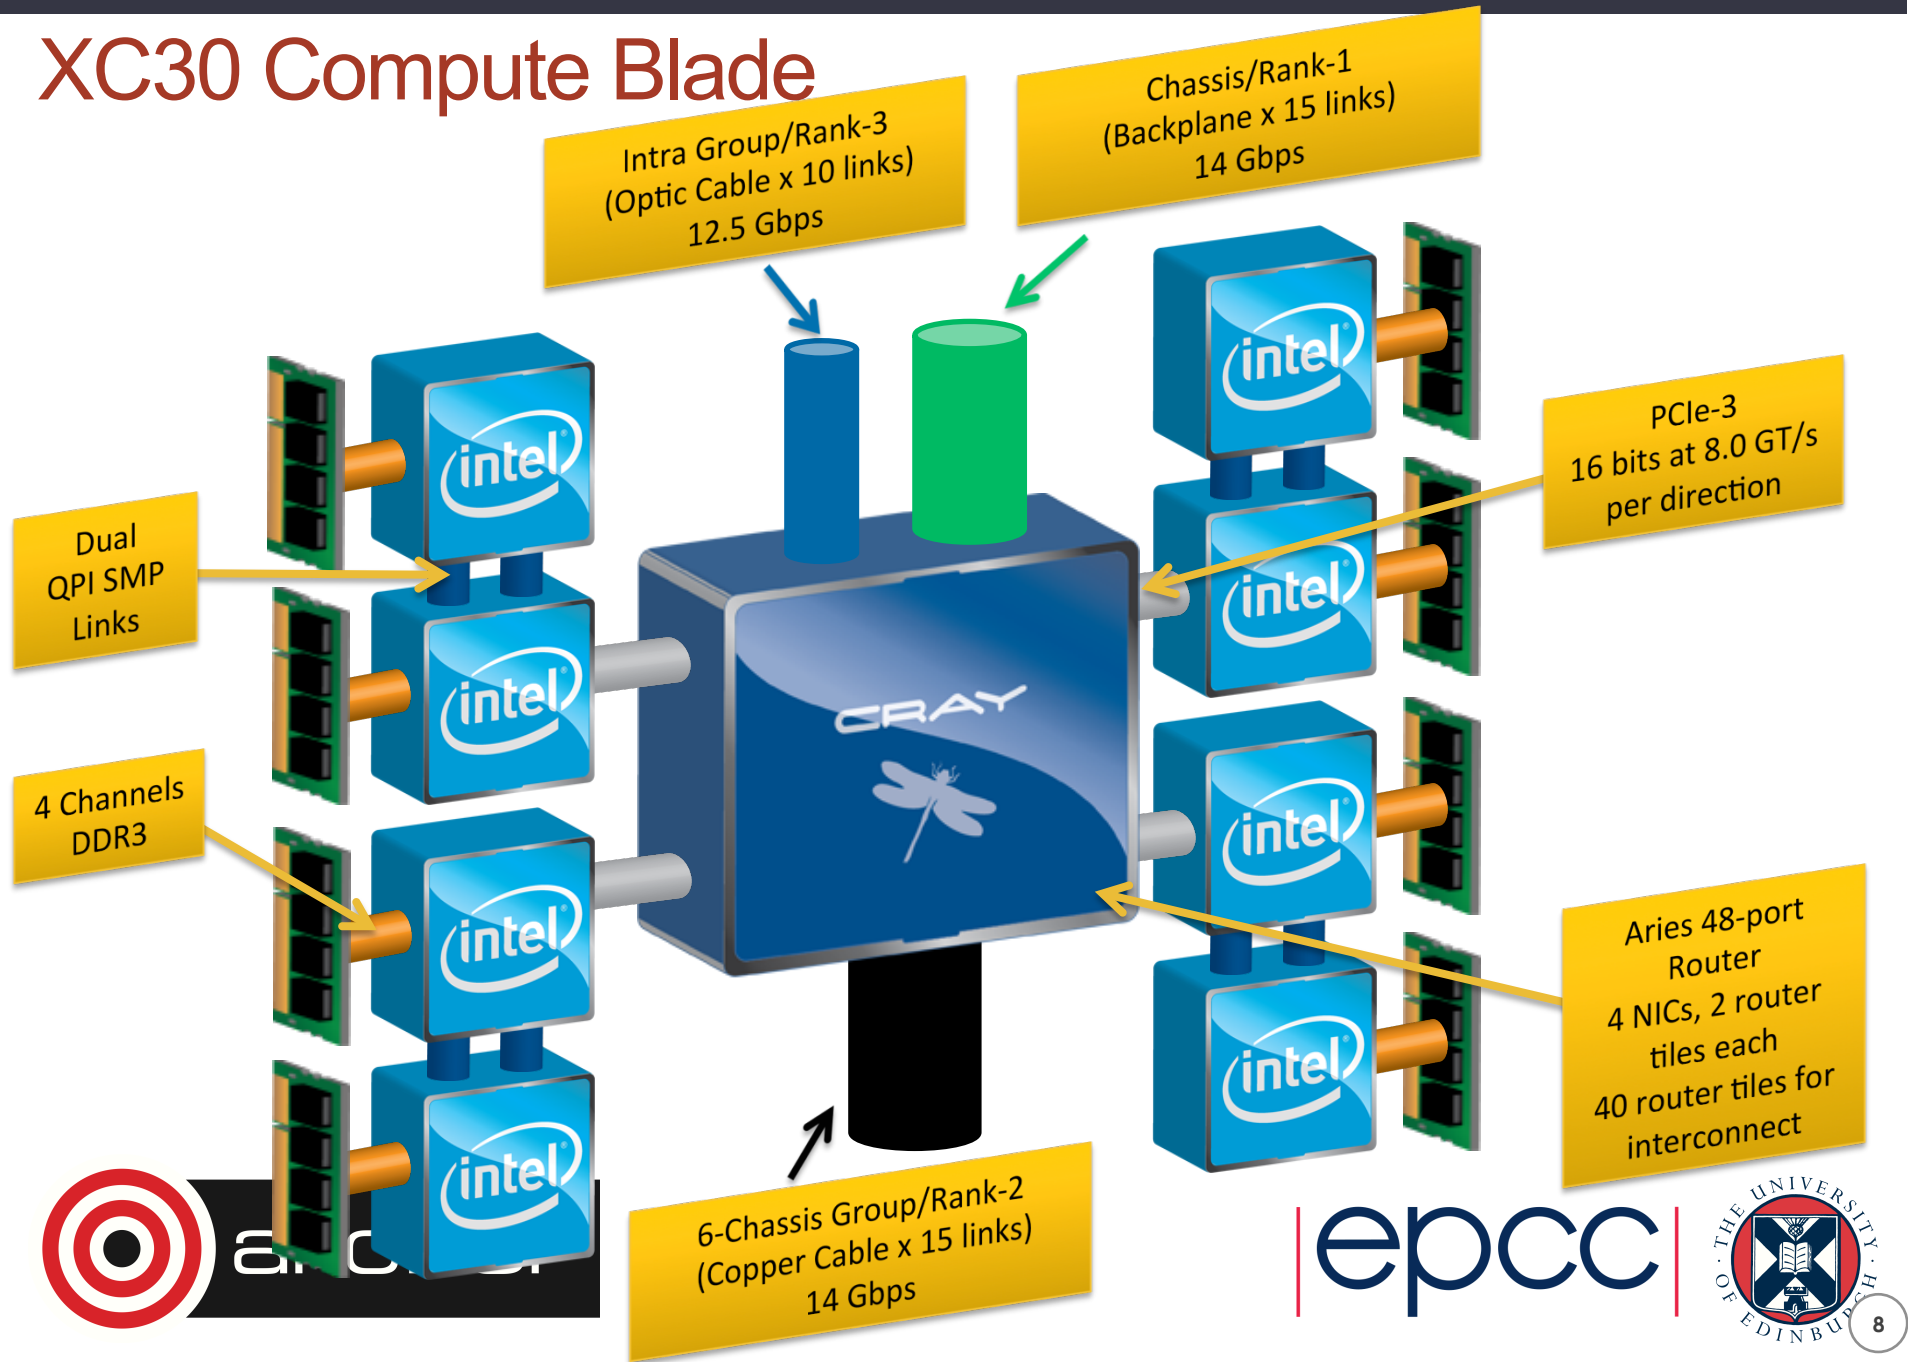 XC30 Compute Blade
Intra Group/Rank-3
(Optic Cable x 10 links)
12.5 Gbps
Chassis/Rank-1
(Backplane x 15 links)
14 Gbps
PCIe-3
16 bits at 8.0 GT/s
per direction
Dual
QPI SMP
Links
4 Channels
DDR3
Aries 48-port
Router
4 NICs, 2 router
tiles each
40 router tiles for
interconnect
6-Chassis Group/Rank-2
(Copper Cable x 15 links)
14 Gbps
intel
intel
intel
intel
intel
intel
intel
intel
CRAY
epcc
THE UNIVERSITY OF EDINBURGH
8